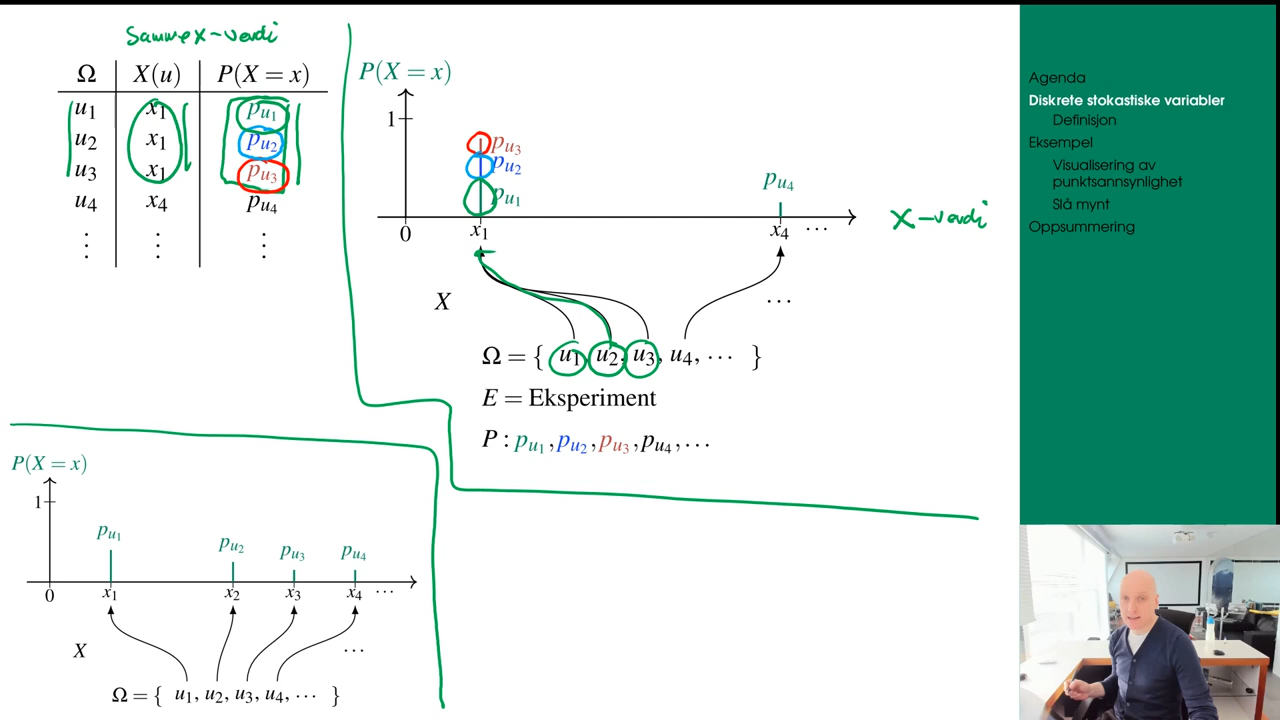 Samme x-verdi
Ω X(u) P(X = x)
u1 x1 pu1
u2 x1 pu2
u3 x1 pu3
u4 x4 pu4
⋮ ⋮ ⋮
P(X = x)
1
pu3
pu2
pu1
pu4
0 x1 x4 ⋯
X-verdi
X ⋯
Ω = { u1, u2, u3, u4, ⋯ }
E = Eksperiment
P : pu1, pu2, pu3, pu4, ⋯
P(X = x)
1
pu1 pu2 pu3 pu4
0 x1 x2 x3 x4 ⋯
X ⋯
Ω = { u1, u2, u3, u4, ⋯ }
Agenda
Diskrete stokastiske variabler
Definisjon
Eksempel
Visualisering av
punktsannsynlighet
Slå mynt
Oppsummering